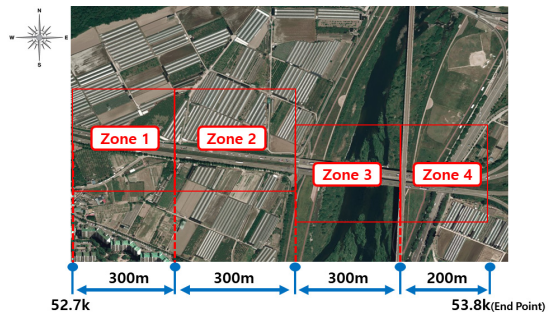 N
W E
S
Zone 1
Zone 2
Zone 3
Zone 4
300m
300m
300m
200m
52.7k
53.8k(End Point)